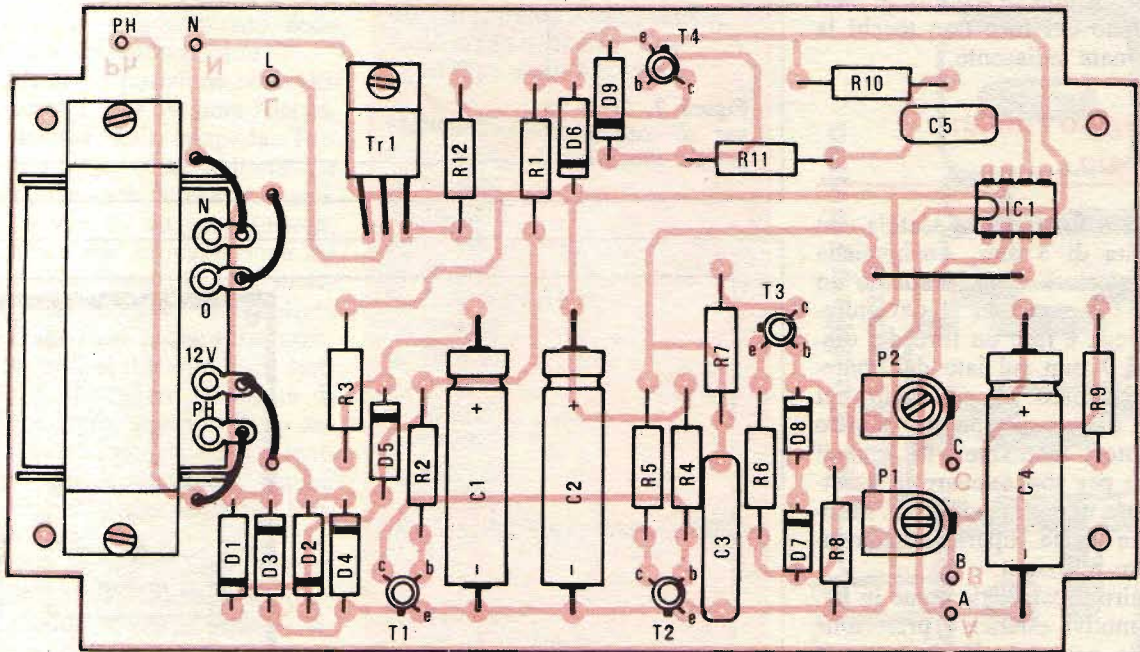 PH
N
L
Ph
N
Tr1
R12
R1
D6
D9
e
T4
b
c
R10
C5
R11
IC1
N
O
12V
PH
R3
D5
R2
+
C1
-
+
C2
-
R7
T3
c
e
b
R5
R4
C3
R6
D8
D7
R8
P2
P1
C
C
B
B
A
A
+
C4
-
R9
D1
D3
D2
D4
c
b
e
T1
c
b
e
T2